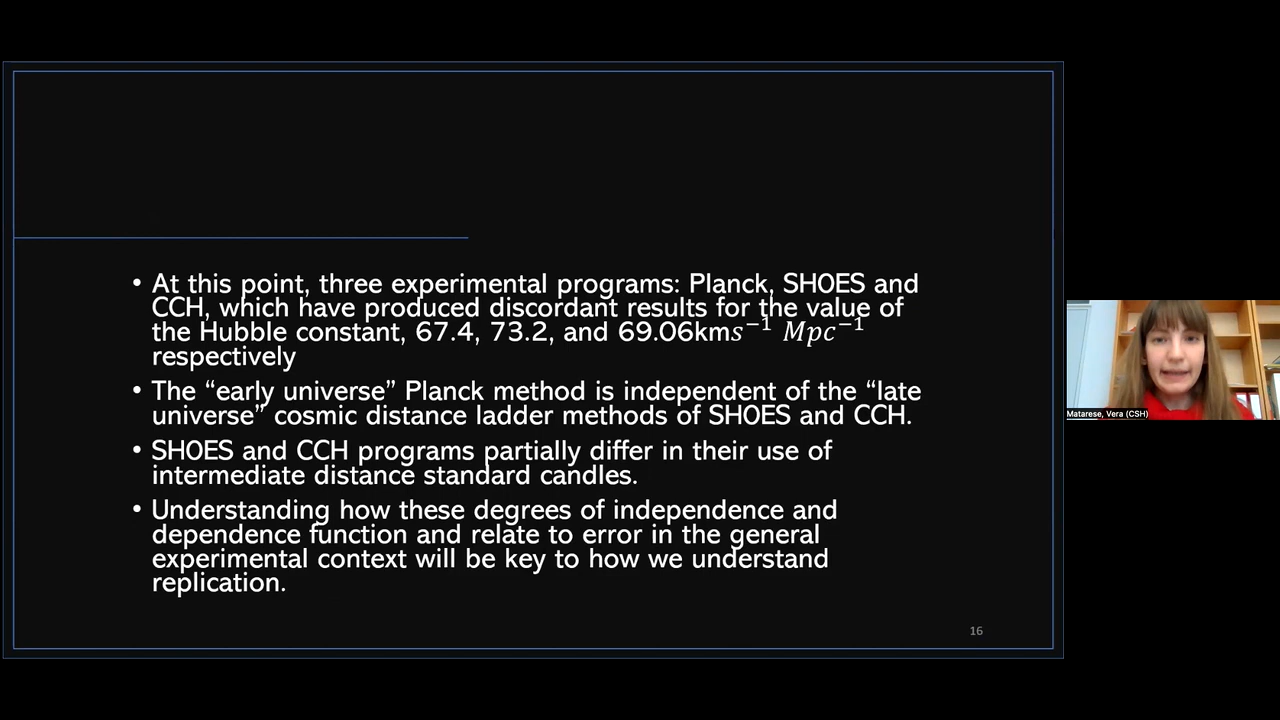 • At this point, three experimental programs: Planck, SHOES and
CCH, which have produced discordant results for the value of
the Hubble constant, 67.4, 73.2, and 69.06km𝑠⁻¹ 𝑀𝑝𝑐⁻¹
respectively
• The “early universe” Planck method is independent of the “late
universe” cosmic distance ladder methods of SHOES and CCH.
• SHOES and CCH programs partially differ in their use of
intermediate distance standard candles.
• Understanding how these degrees of independence and
dependence function and relate to error in the general
experimental context will be key to how we understand
replication.
16
Matarese, Vera (CSH)